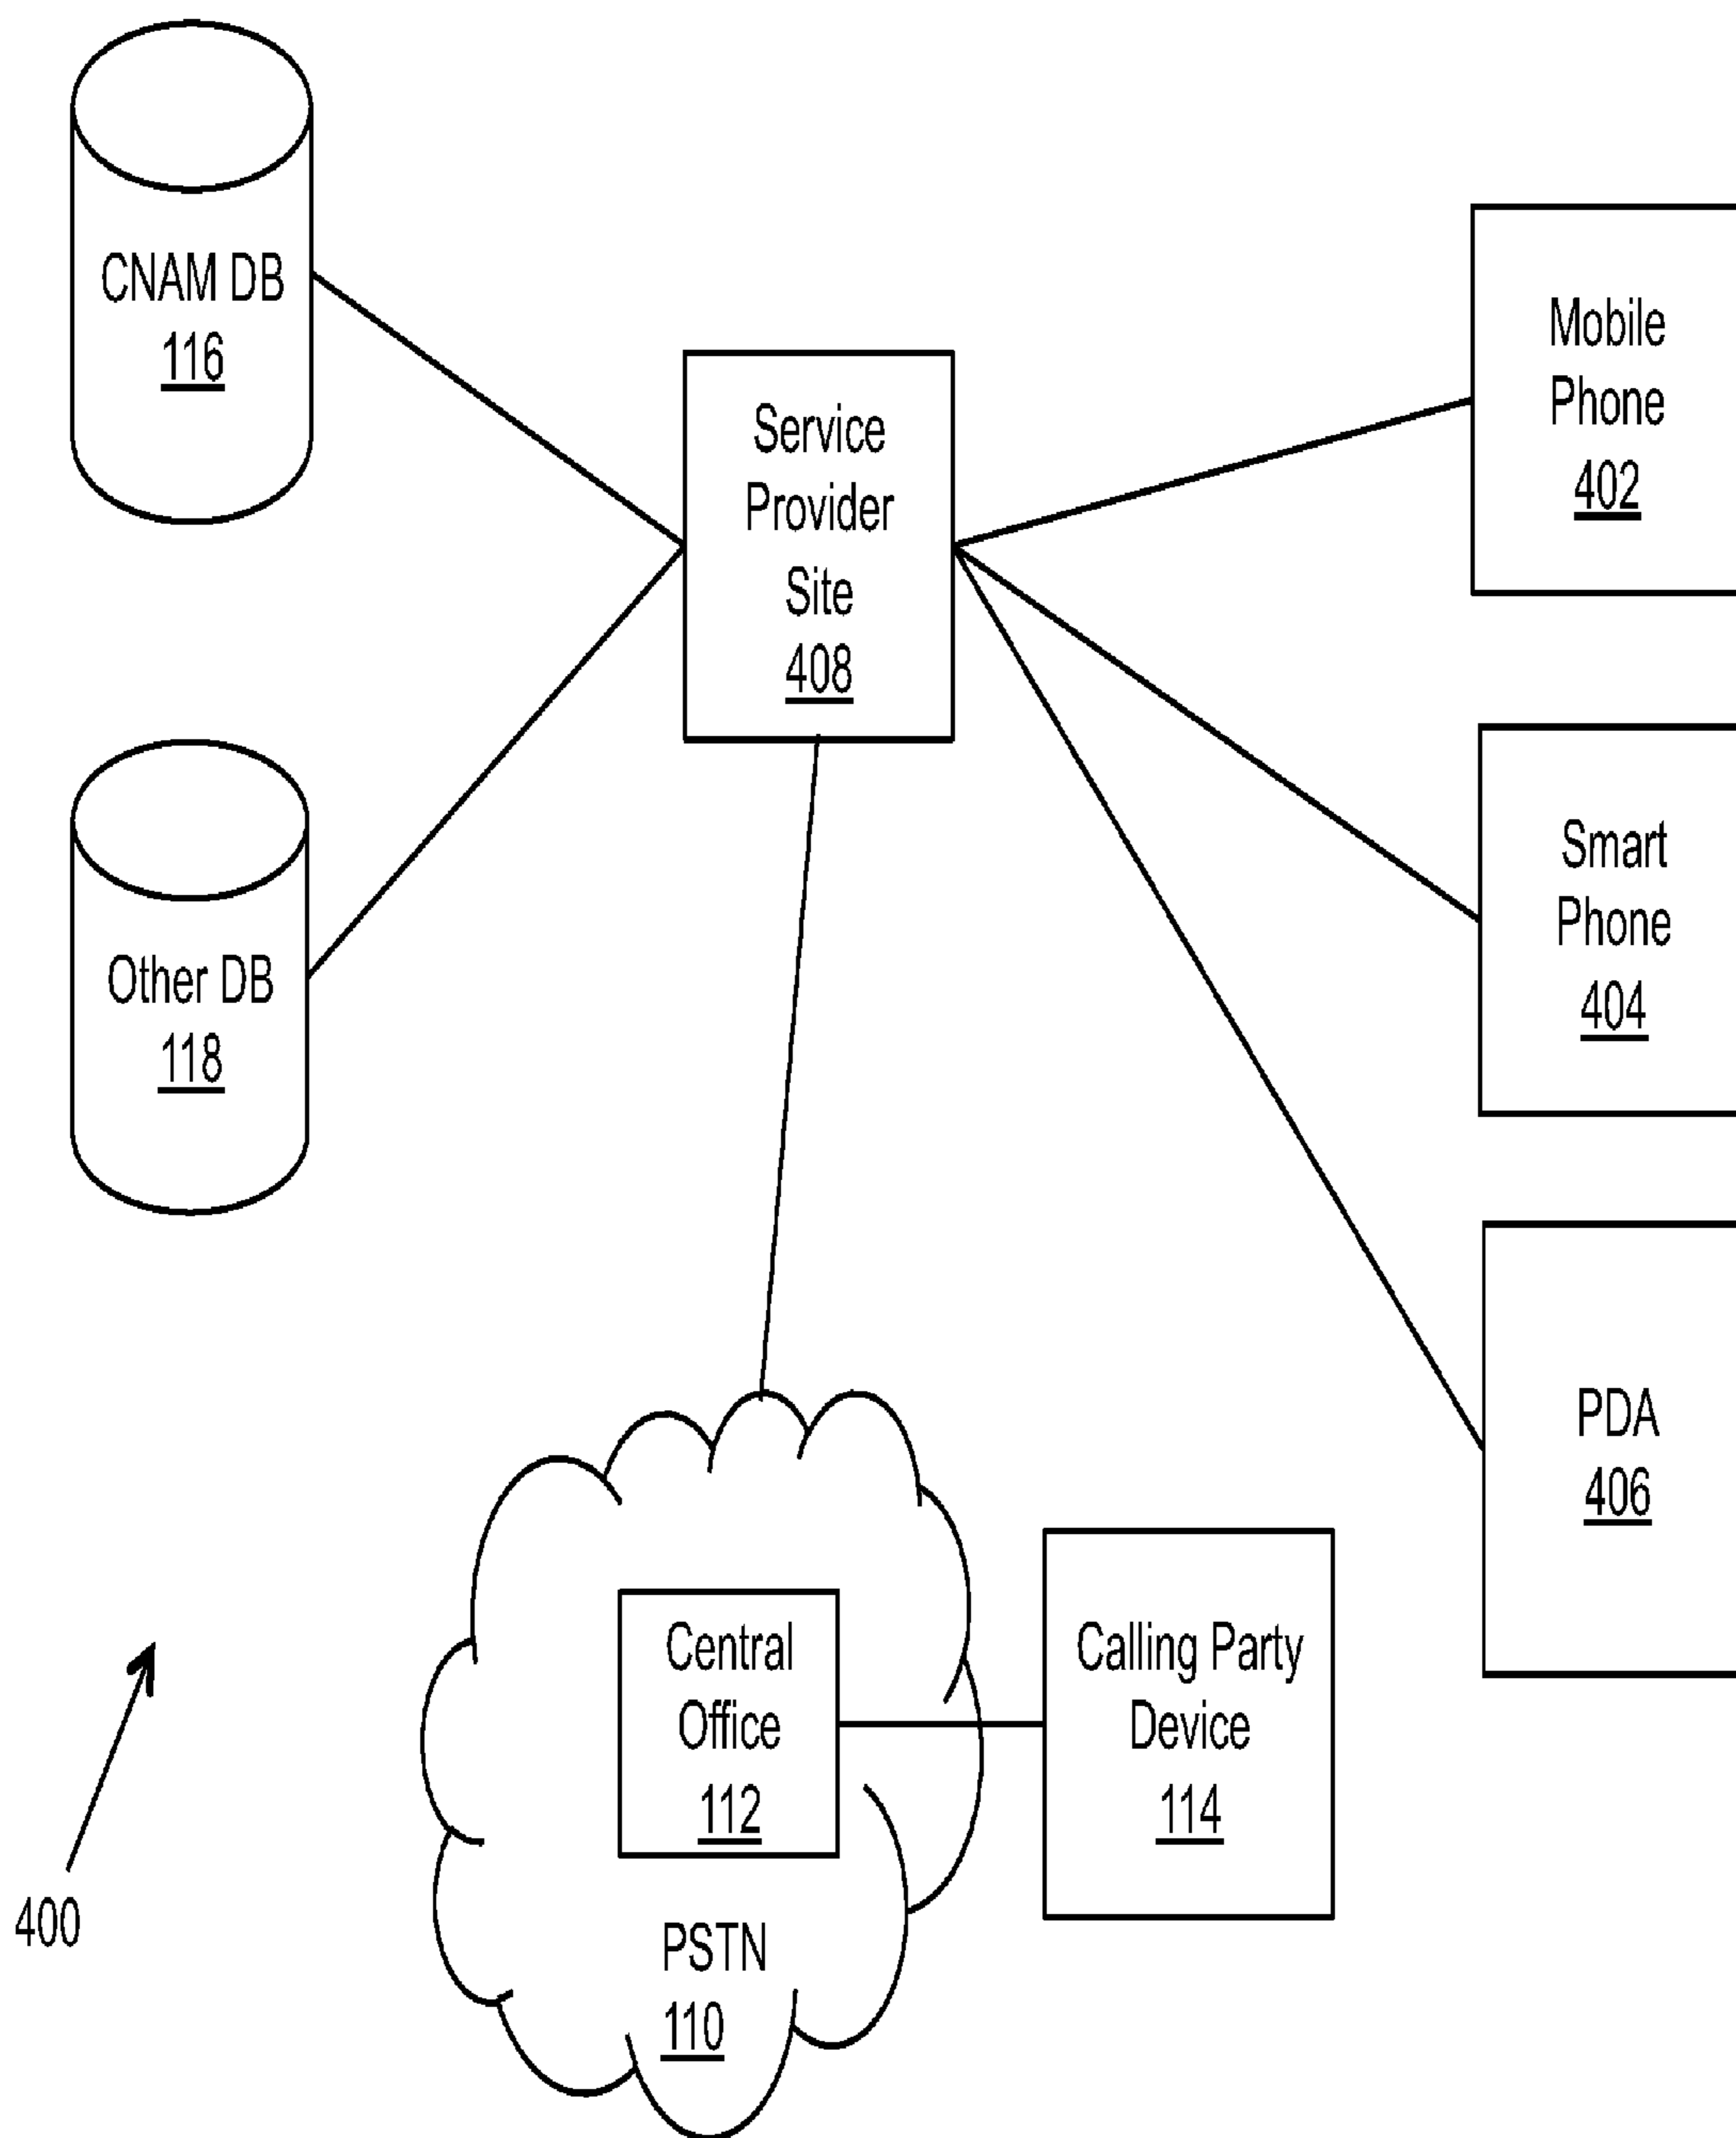 CNAM DB
116
Service
Provider
Site
408
Mobile
Phone
402
Other DB
118
Smart
Phone
404
PDA
406
Central
Office
112
Calling Party
Device
114
PSTN
110
400